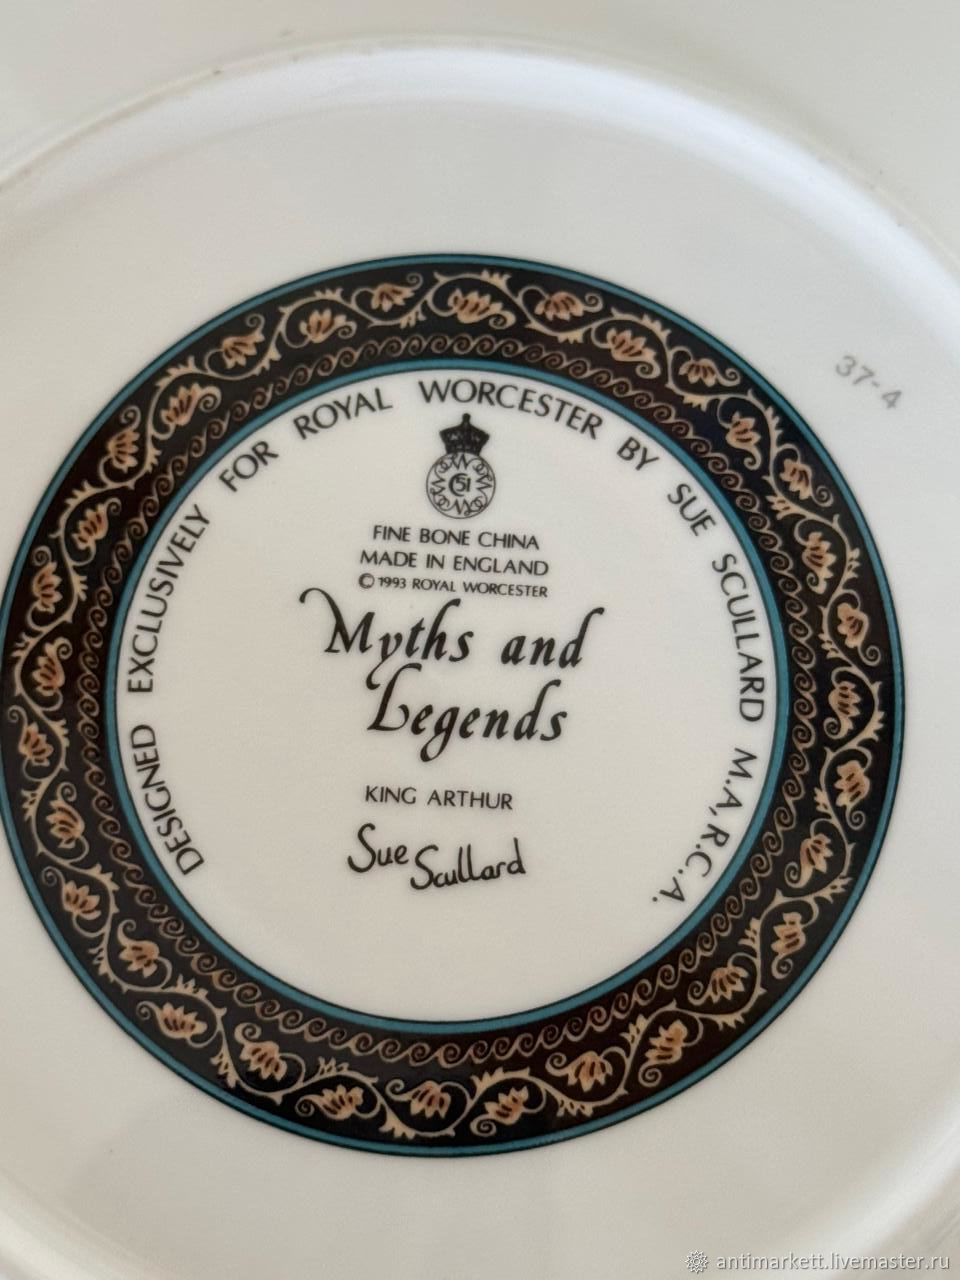 DESIGNED EXCLUSIVELY FOR ROYAL WORCESTER BY SUE SCULLARD M.A,R.C.A.
37-4
51
FINE BONE CHINA
MADE IN ENGLAND
© 1993 ROYAL WORCESTER
Myths and
Legends
KING ARTHUR
Sue Scullard
antimarkett.livemaster.ru